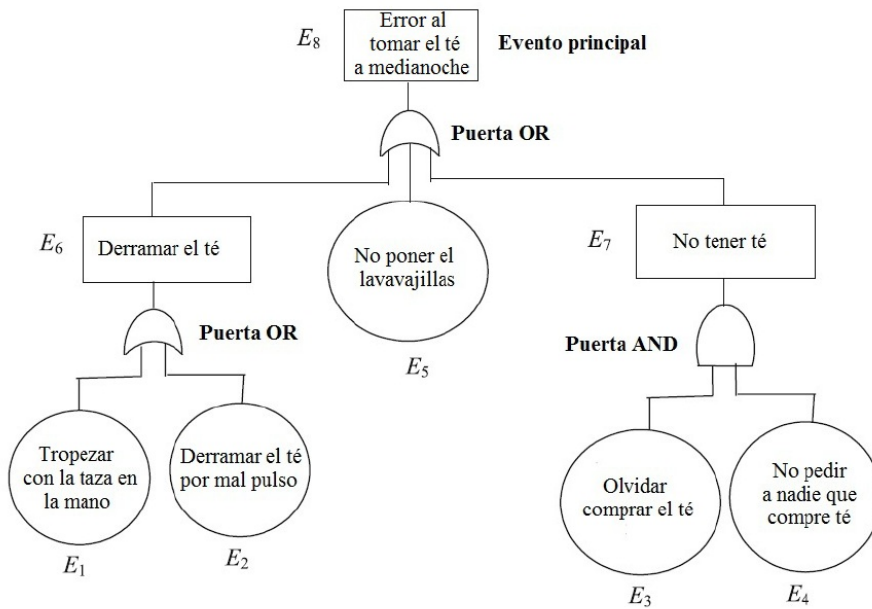 E8
Error al
tomar el té
a medianoche
Evento principal
Puerta OR
E6
Derramar el té
No poner el
lavavajillas
E7
No tener té
Puerta OR
Puerta AND
E5
Tropezar
con la taza en
la mano
Derramar el té
por mal pulso
Olvidar
comprar el té
No pedir
a nadie que
compre té
E1
E2
E3
E4